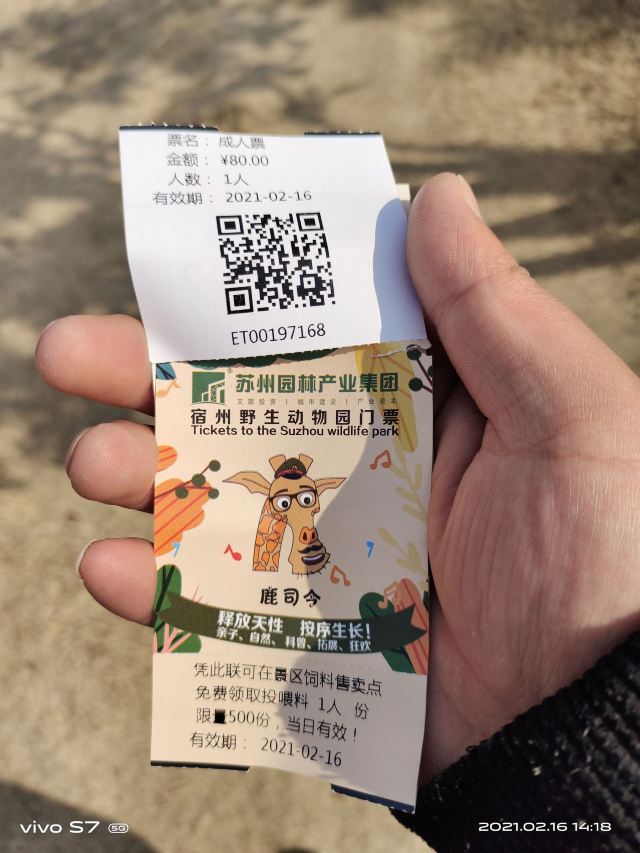 票名： 成人票
金额： ¥80.00
人数： 1人
有效期： 2021-02-16
ET00197168
苏州园林产业集团®
文旅投资 | 城市建设 | 产业资本
宿州野生动物园门票
Tickets to the Suzhou wildlife park
鹿司令
释放天性 按序生长！
亲子、自然、科普、拓展、狂欢
凭此联可在景区饲料售卖点
免费领取投喂料 1人 份
限量500份，当日有效！
有效期： 2021-02-16
vivo S7 5G
2021.02.16 14:18